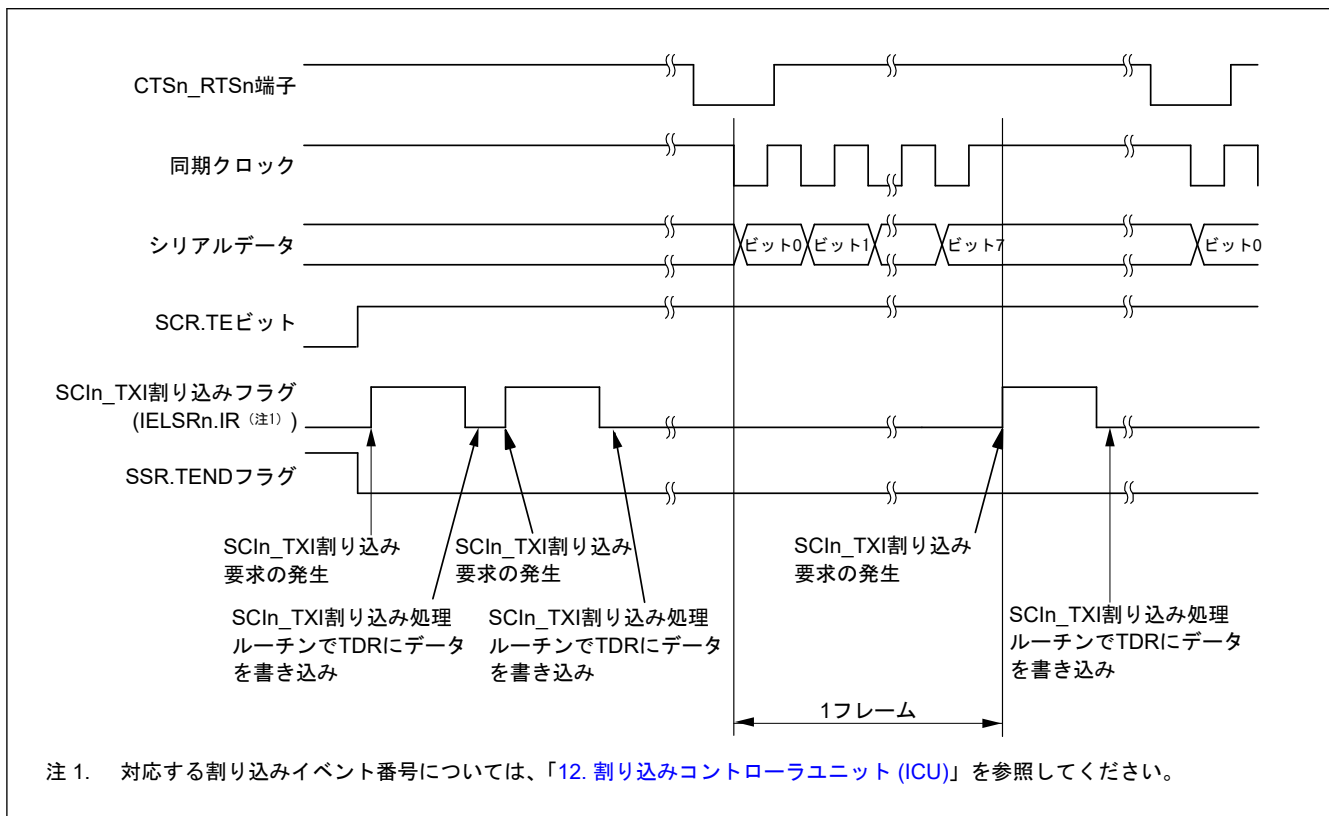 CTSn_RTSn端子
同期クロック
シリアルデータ
ビット0
ビット1
ビット7
ビット0
SCR.TEビット
SCIn_TXI割り込みフラグ
(IELSRn.IR（注1）)
SSR.TENDフラグ
SCIn_TXI割り込み
要求の発生
SCIn_TXI割り込み
要求の発生
SCIn_TXI割り込み
要求の発生
SCIn_TXI割り込み処理
ルーチンでTDRにデータ
を書き込み
SCIn_TXI割り込み処理
ルーチンでTDRにデータ
を書き込み
SCIn_TXI割り込み処理
ルーチンでTDRにデータ
を書き込み
1フレーム
注 1. 対応する割り込みイベント番号については、「12. 割り込みコントローラユニット (ICU)」を参照してください。